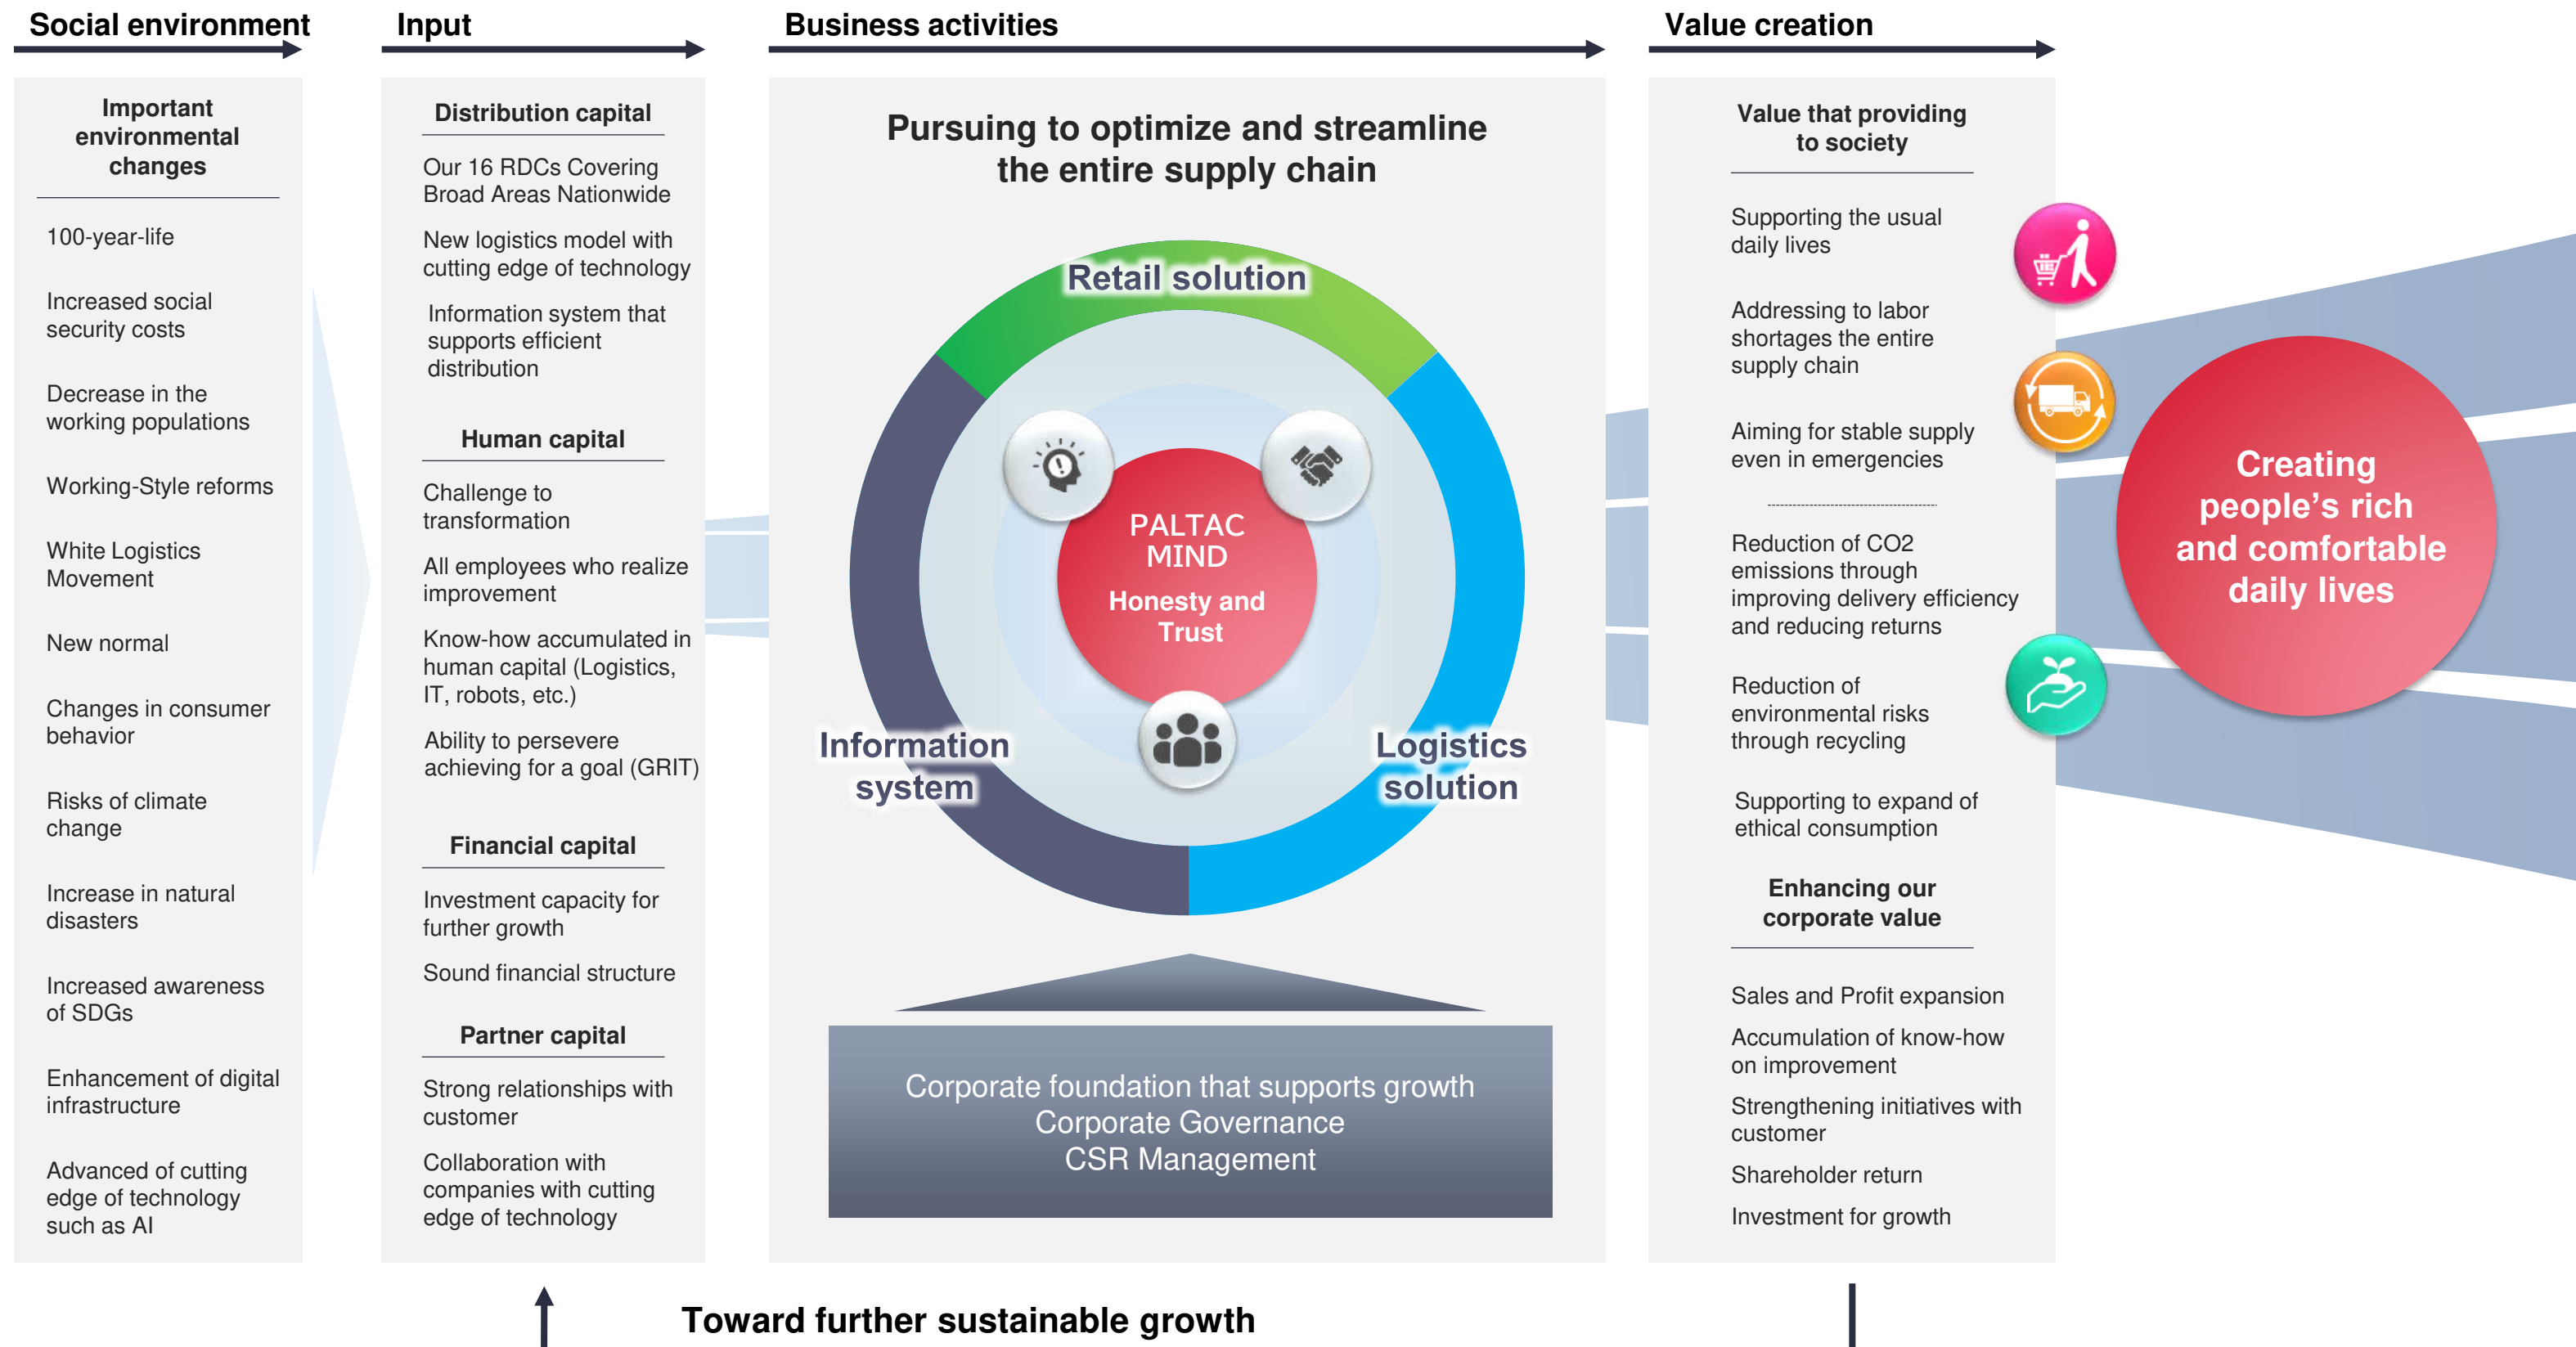 Social environment
Important
environmental
changes
100-year-life
Increased social
security costs
Decrease in the
working populations
Working-Style reforms
White Logistics
Movement
New normal
Changes in consumer
behavior
Risks of climate
change
Increase in natural
disasters
Increased awareness
of SDGs
Enhancement of digital
infrastructure
Advanced of cutting
edge of technology
such as AI
Input
Distribution capital
Our 16 RDCs Covering
Broad Areas Nationwide
New logistics model with
cutting edge of technology
Information system that
supports efficient
distribution
Human capital
Challenge to
transformation
All employees who realize
improvement
Know-how accumulated in
human capital (Logistics,
IT, robots, etc.)
Ability to persevere
achieving for a goal (GRIT)
Financial capital
Investment capacity for
further growth
Sound financial structure
Partner capital
Strong relationships with
customer
Collaboration with
companies with cutting
edge of technology
Business activities
Pursuing to optimize and streamline
the entire supply chain
Retail solution
PALTAC
MIND
Honesty and
Trust
Information
system
Logistics
solution
Corporate foundation that supports growth
Corporate Governance
CSR Management
Value creation
Value that providing
to society
Supporting the usual
daily lives
Addressing to labor
shortages the entire
supply chain
Aiming for stable supply
even in emergencies
Reduction of CO2
emissions through
improving delivery efficiency
and reducing returns
Reduction of
environmental risks
through recycling
Supporting to expand of
ethical consumption
Enhancing our
corporate value
Sales and Profit expansion
Accumulation of know-how
on improvement
Strengthening initiatives with
customer
Shareholder return
Investment for growth
Creating
people's rich
and comfortable
daily lives
Toward further sustainable growth